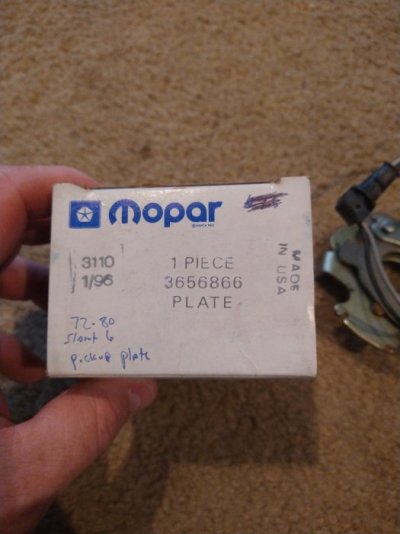 mopar
3110
1/96
1 PIECE
3656866
PLATE
MADE
IN USA
72-80
slant 6
pickup plate